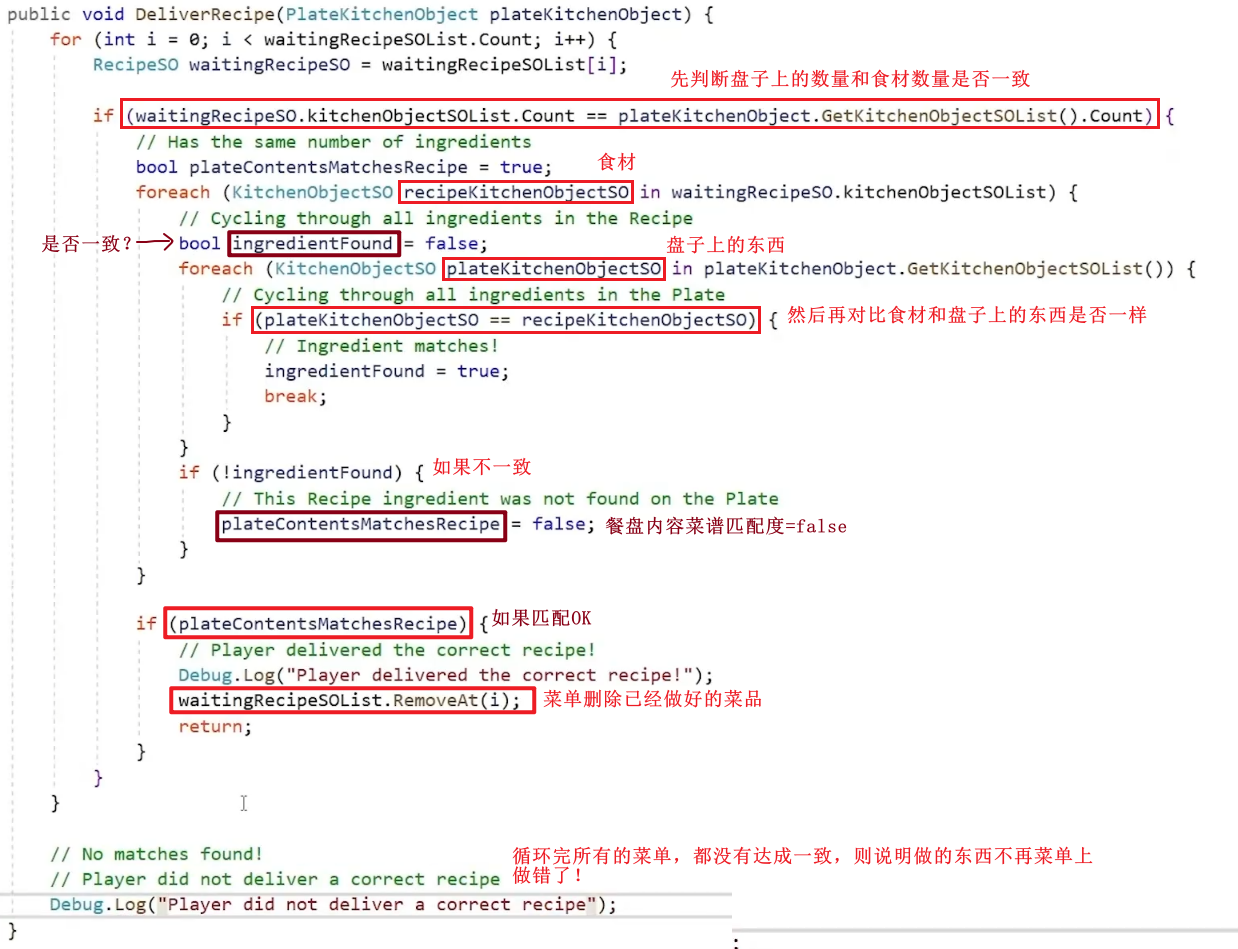 public void DeliverRecipe(PlateKitchenObject plateKitchenObject) {
for (int i = 0; i < waitingRecipeSOList.Count; i++) {
RecipeSO waitingRecipeSO = waitingRecipeSOList[i];
先判断盘子上的数量和食材数量是否一致
if (waitingRecipeSO.kitchenObjectSOList.Count == plateKitchenObject.GetKitchenObjectSOList().Count) {
// Has the same number of ingredients
bool plateContentsMatchesRecipe = true;
食材
foreach (KitchenObjectSO recipeKitchenObjectSO in waitingRecipeSO.kitchenObjectSOList) {
// Cycling through all ingredients in the Recipe
是否一致? bool ingredientFound = false;
盘子上的东西
foreach (KitchenObjectSO plateKitchenObjectSO in plateKitchenObject.GetKitchenObjectSOList()) {
// Cycling through all ingredients in the Plate
if (plateKitchenObjectSO == recipeKitchenObjectSO) { 然后再对比食材和盘子上的东西是否一样
// Ingredient matches!
ingredientFound = true;
break;
}
}
if (!ingredientFound) { 如果不一致
// This Recipe ingredient was not found on the Plate
plateContentsMatchesRecipe = false; 餐盘内容菜谱匹配度=false
}
}
if (plateContentsMatchesRecipe) { 如果匹配OK
// Player delivered the correct recipe!
Debug.Log("Player delivered the correct recipe!");
waitingRecipeSOList.RemoveAt(i); 菜单删除已经做好的菜品
return;
}
}
}
// No matches found!
循环完所有的菜单，都没有达成一致，则说明做的东西不再菜单上
// Player did not deliver a correct recipe
做错了！
Debug.Log("Player did not deliver a correct recipe");
}